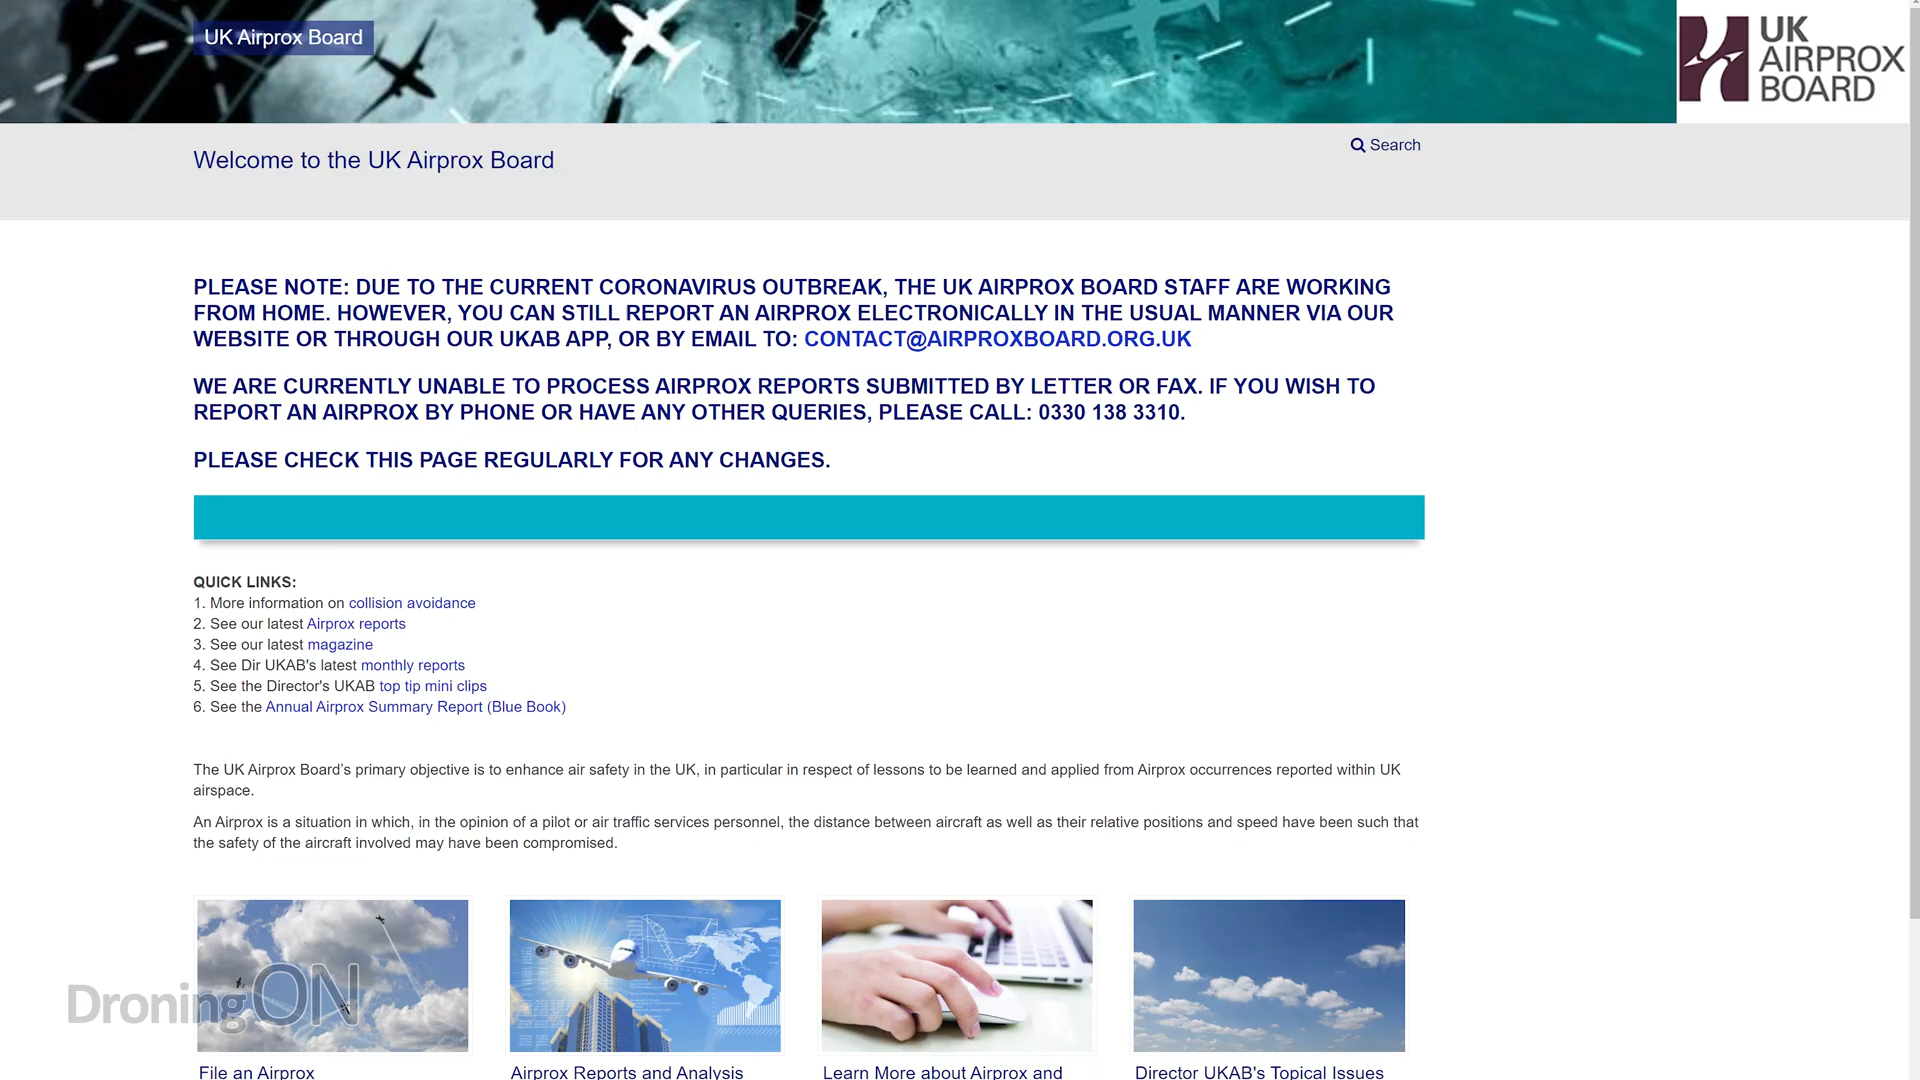 UK Airprox Board
UK
AIRPROX
BOARD
Welcome to the UK Airprox Board
Search
PLEASE NOTE: DUE TO THE CURRENT CORONAVIRUS OUTBREAK, THE UK AIRPROX BOARD STAFF ARE WORKING
FROM HOME. HOWEVER, YOU CAN STILL REPORT AN AIRPROX ELECTRONICALLY IN THE USUAL MANNER VIA OUR
WEBSITE OR THROUGH OUR UKAB APP, OR BY EMAIL TO: CONTACT@AIRPROXBOARD.ORG.UK
WE ARE CURRENTLY UNABLE TO PROCESS AIRPROX REPORTS SUBMITTED BY LETTER OR FAX. IF YOU WISH TO
REPORT AN AIRPROX BY PHONE OR HAVE ANY OTHER QUERIES, PLEASE CALL: 0330 138 3310.
PLEASE CHECK THIS PAGE REGULARLY FOR ANY CHANGES.
QUICK LINKS:
1. More information on collision avoidance
2. See our latest Airprox reports
3. See our latest magazine
4. See Dir UKAB's latest monthly reports
5. See the Director's UKAB top tip mini clips
6. See the Annual Airprox Summary Report (Blue Book)
The UK Airprox Board’s primary objective is to enhance air safety in the UK, in particular in respect of lessons to be learned and applied from Airprox occurrences reported within UK
airspace.
An Airprox is a situation in which, in the opinion of a pilot or air traffic services personnel, the distance between aircraft as well as their relative positions and speed have been such that
the safety of the aircraft involved may have been compromised.
DroningON
File an Airprox
Airprox Reports and Analysis
Learn More about Airprox and
Director UKAB's Topical Issues